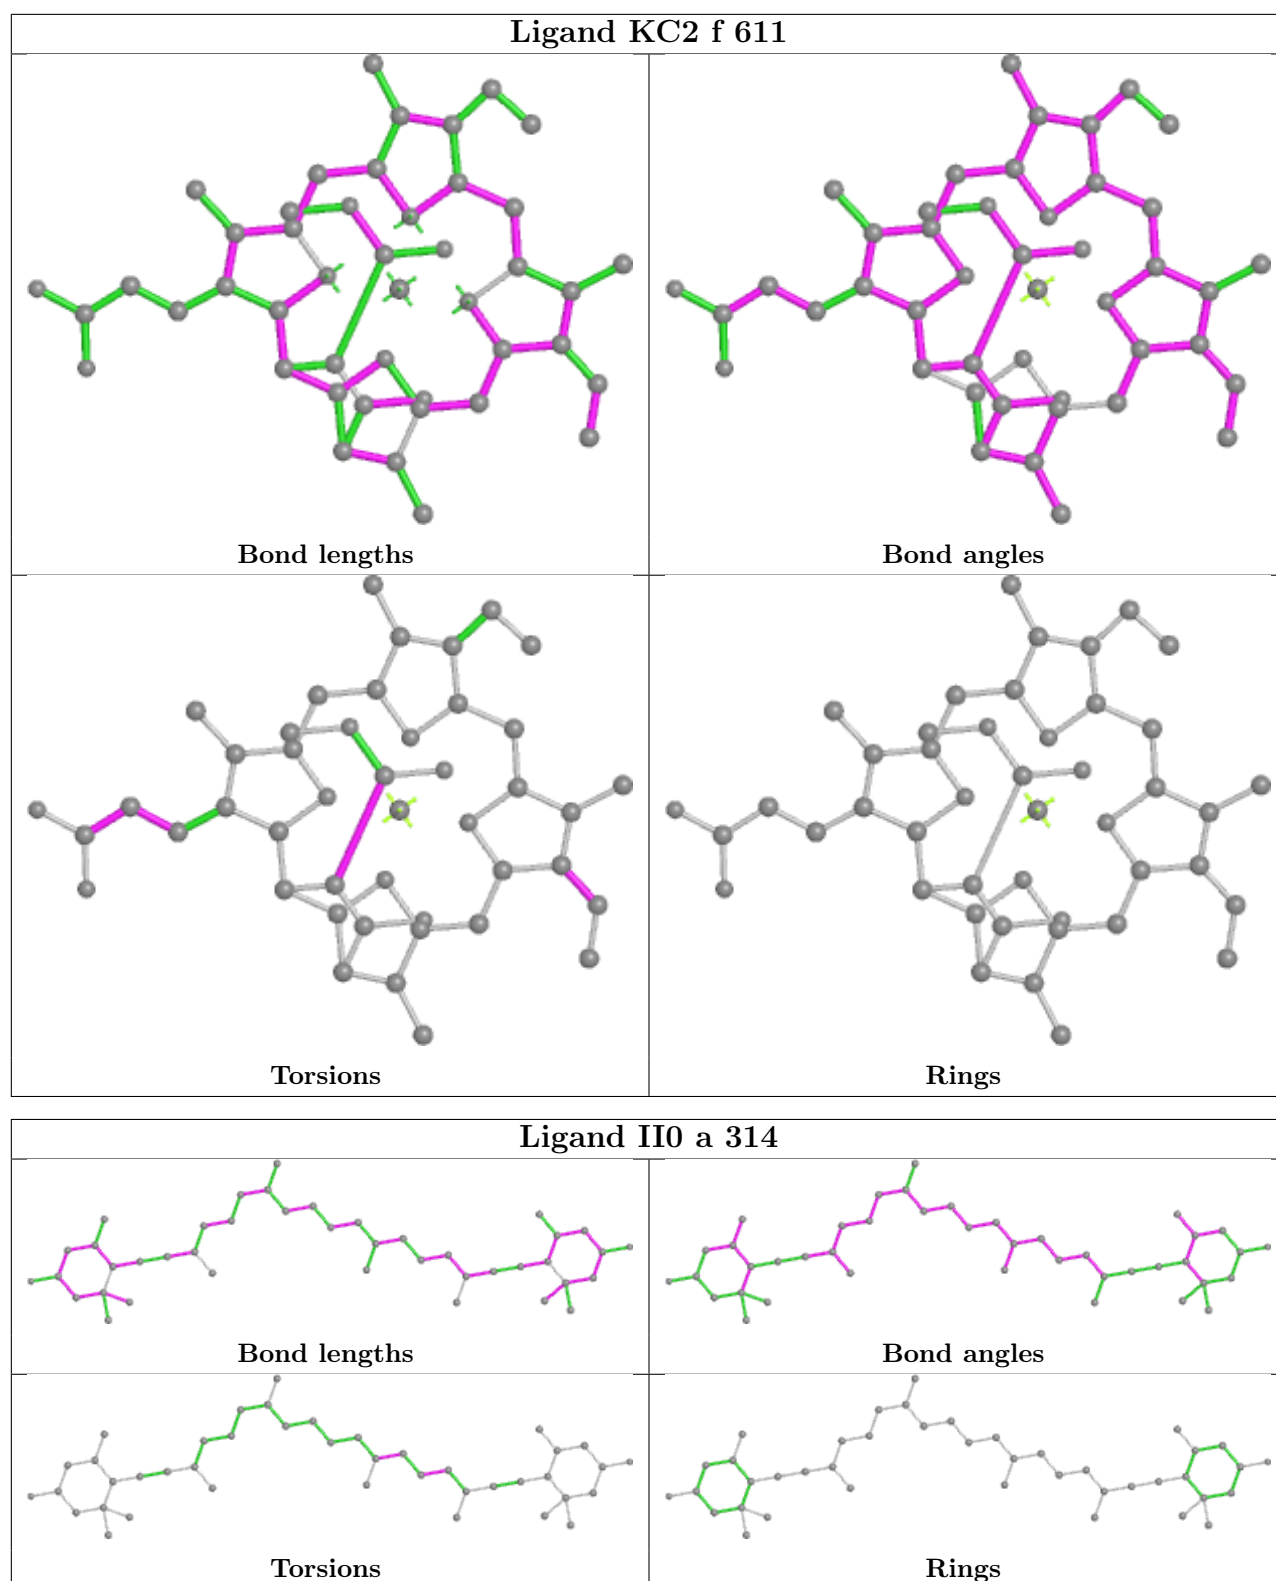 Ligand KC2 f 611
Bond lengths
Bond angles
Torsions
Rings
Ligand II0 a 314
Bond lengths
Bond angles
Torsions
Rings